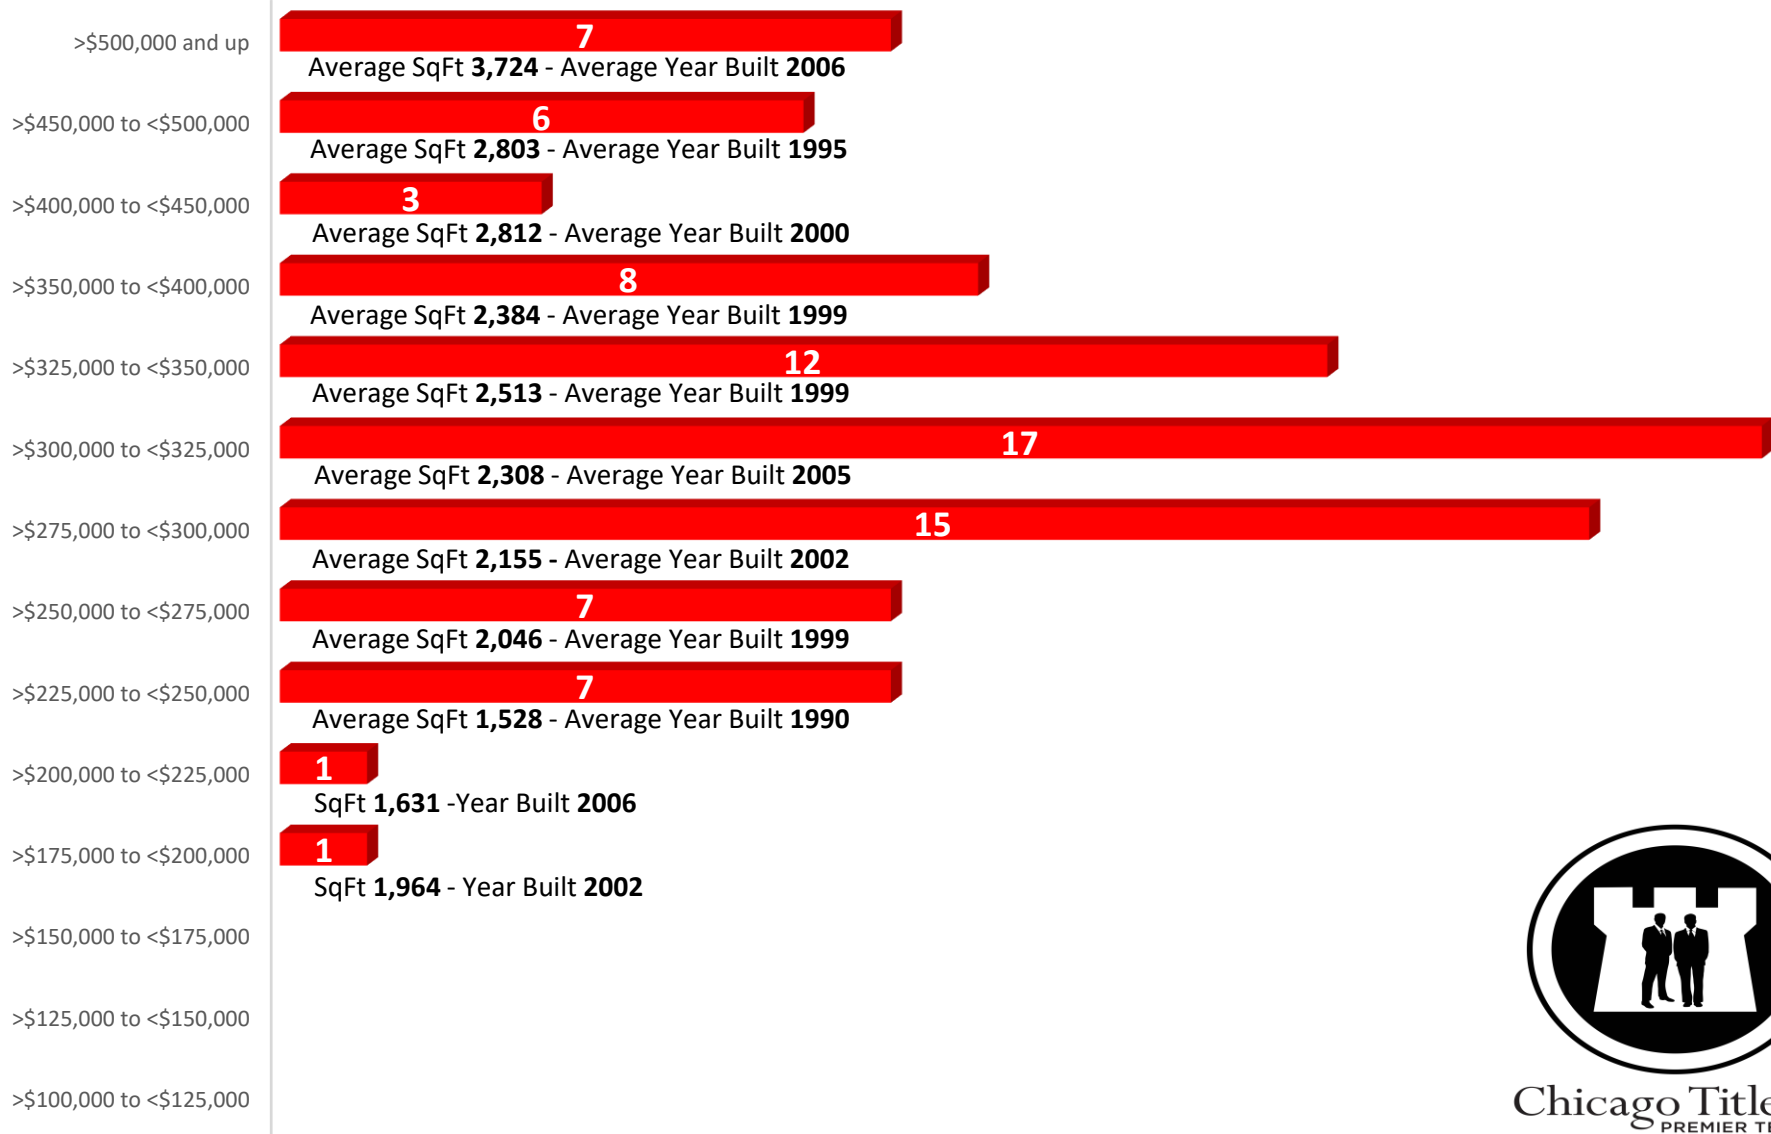 >$500,000 and up
7
Average SqFt 3,724 - Average Year Built 2006
>$450,000 to <$500,000
6
Average SqFt 2,803 - Average Year Built 1995
>$400,000 to <$450,000
3
Average SqFt 2,812 - Average Year Built 2000
>$350,000 to <$400,000
8
Average SqFt 2,384 - Average Year Built 1999
>$325,000 to <$350,000
12
Average SqFt 2,513 - Average Year Built 1999
>$300,000 to <$325,000
17
Average SqFt 2,308 - Average Year Built 2005
>$275,000 to <$300,000
15
Average SqFt 2,155 - Average Year Built 2002
>$250,000 to <$275,000
7
Average SqFt 2,046 - Average Year Built 1999
>$225,000 to <$250,000
7
Average SqFt 1,528 - Average Year Built 1990
>$200,000 to <$225,000
1
SqFt 1,631 -Year Built 2006
>$175,000 to <$200,000
1
SqFt 1,964 - Year Built 2002
>$150,000 to <$175,000
>$125,000 to <$150,000
>$100,000 to <$125,000
Chicago Title
PREMIER